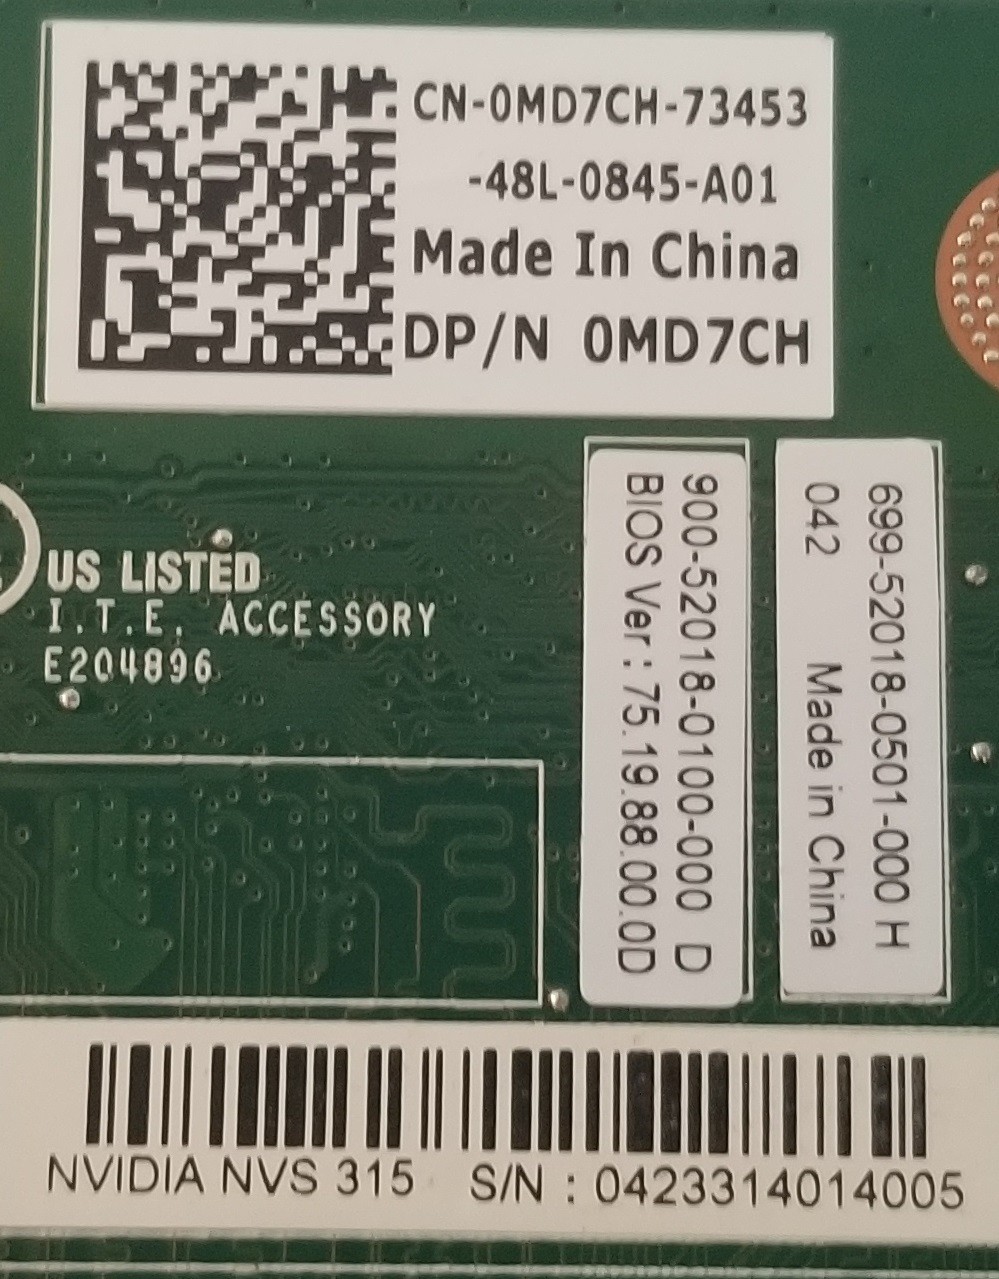 CN-0MD7CH-73453
-48L-0845-A01
Made In China
DP/N 0MD7CH
US LISTED
I.T.E. ACCESSORY
E204896
900-52018-0100-000 D
BIOS Ver : 75.19.88.00.0D
699-52018-0501-000 H
042 Made in China
NVIDIA NVS 315 S/N : 0423314014005